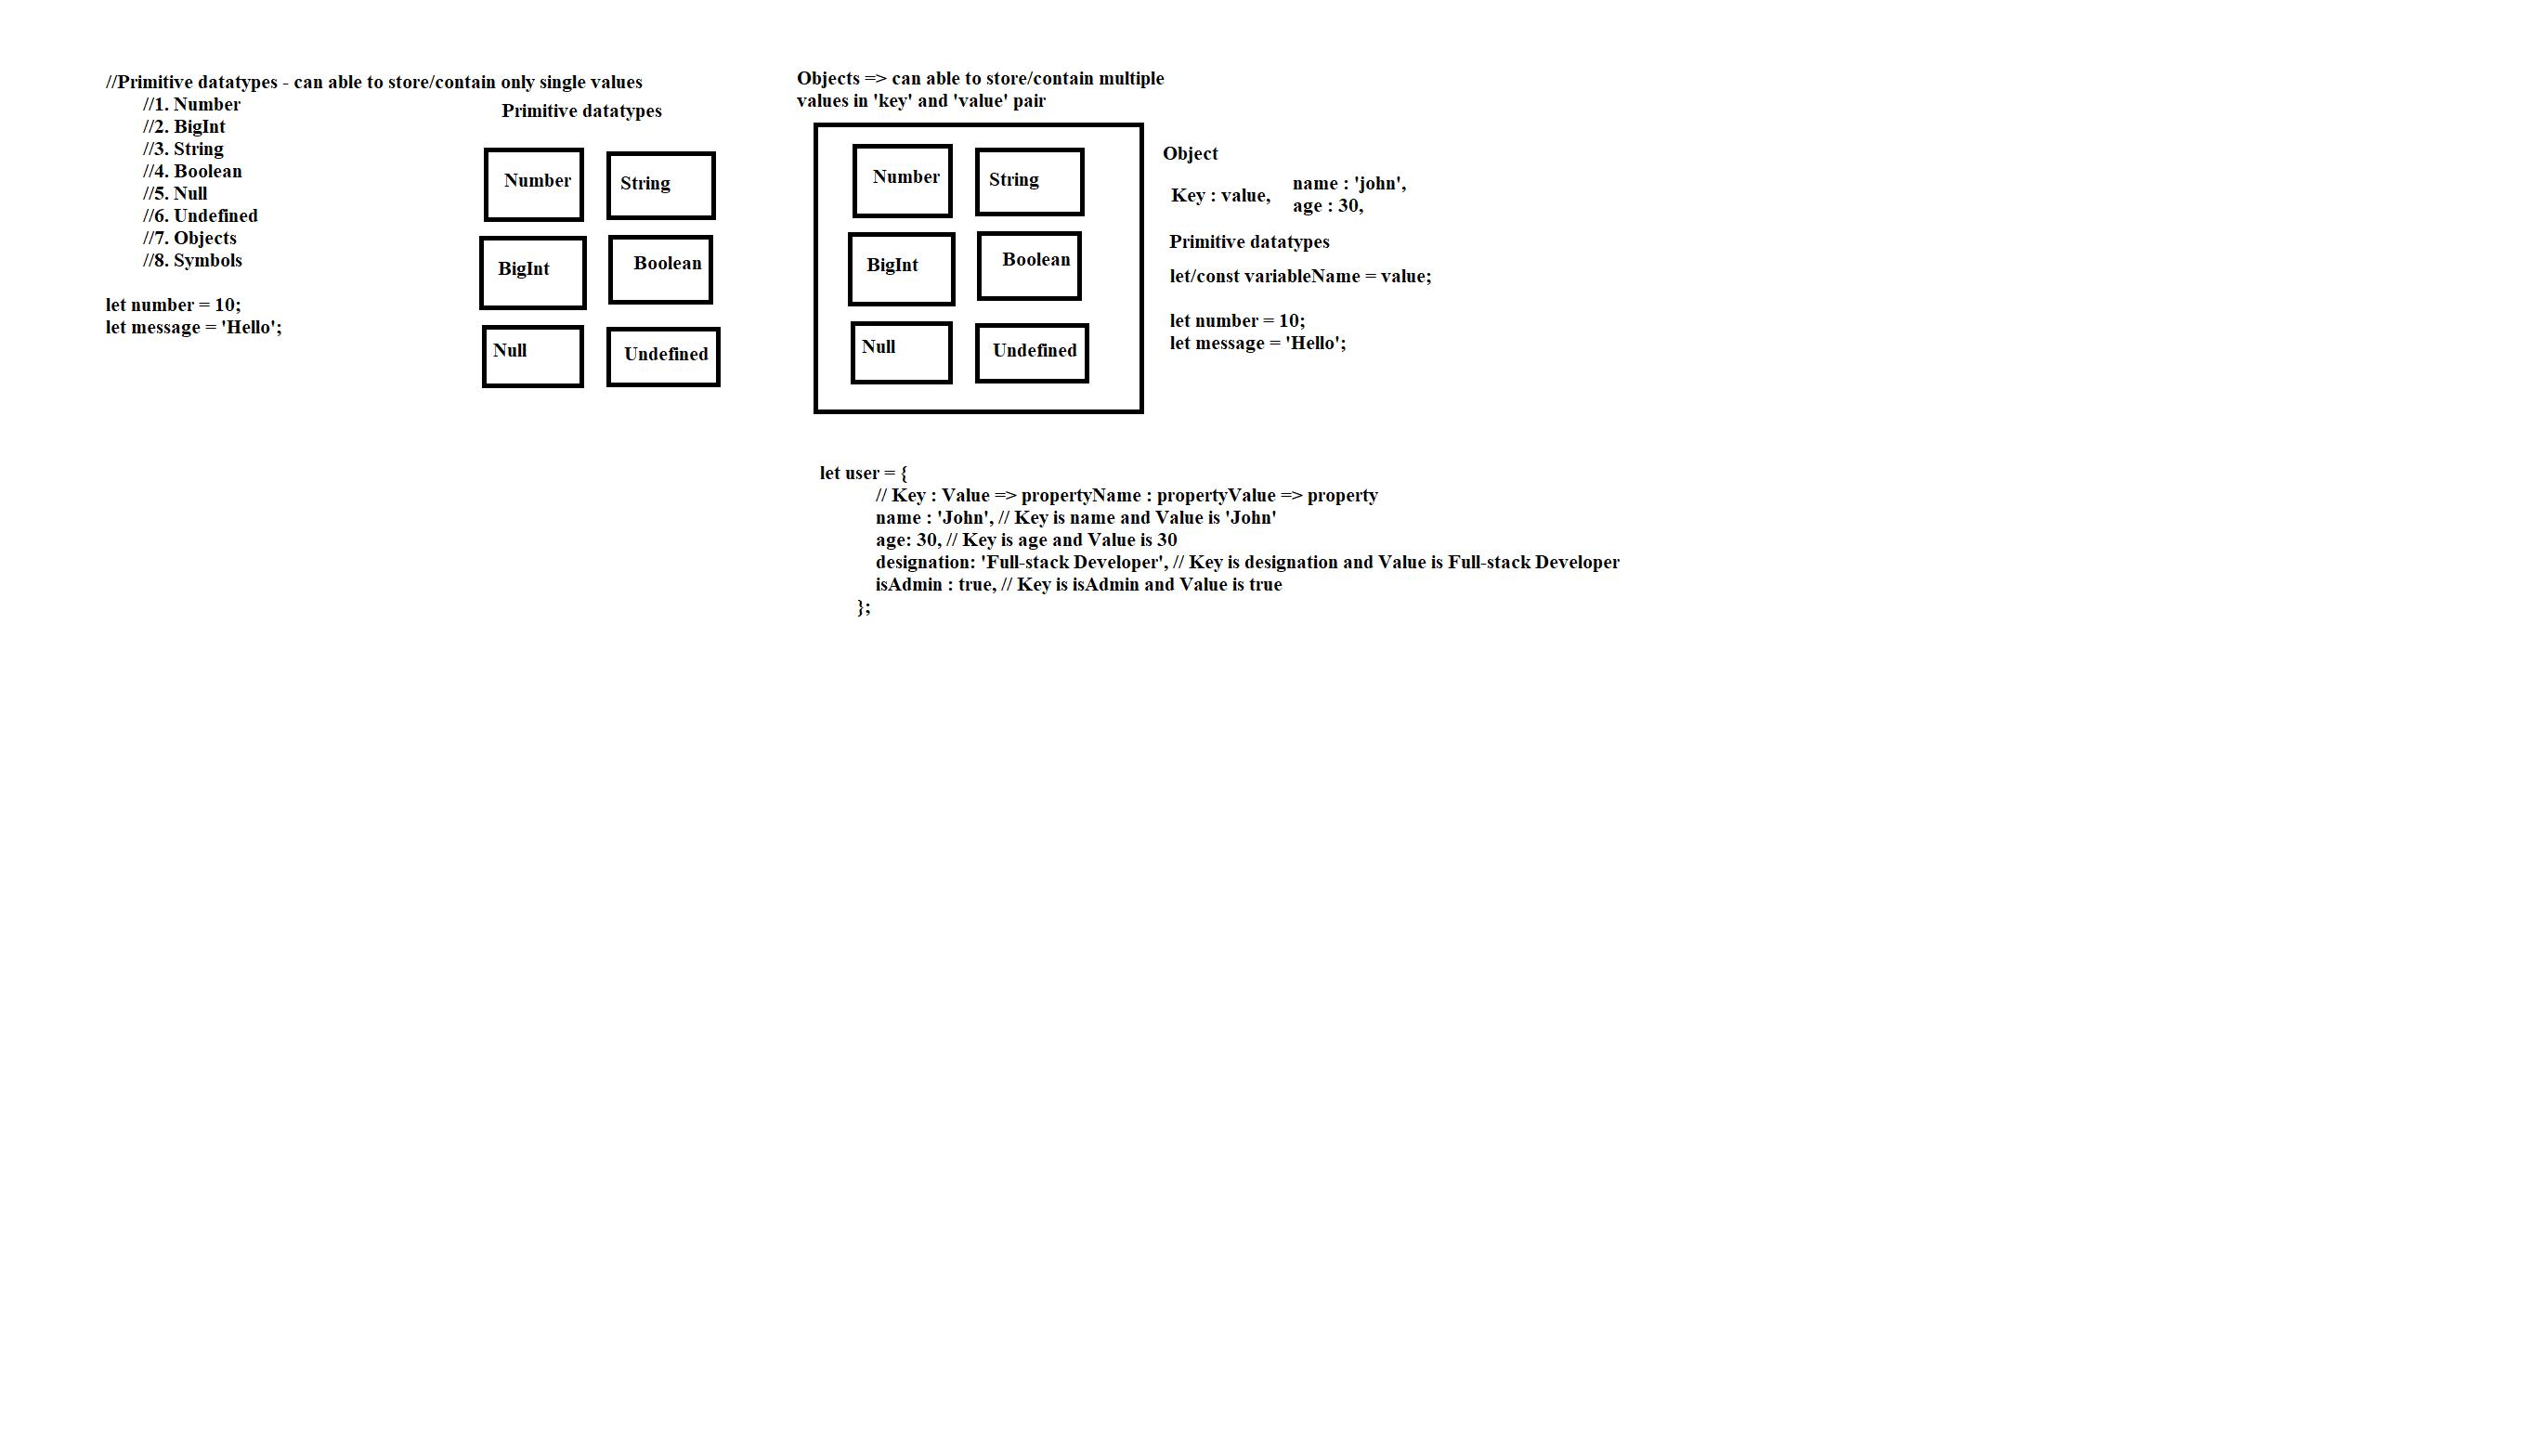 //Primitive datatypes - can able to store/contain only single values
//1. Number
//2. BigInt
//3. String
//4. Boolean
//5. Null
//6. Undefined
//7. Objects
//8. Symbols
let number = 10;
let message = 'Hello';
Primitive datatypes
Number
String
BigInt
Boolean
Null
Undefined
Objects => can able to store/contain multiple
values in 'key' and 'value' pair
Number
String
BigInt
Boolean
Null
Undefined
Object
Key : value,
name : 'john',
age : 30,
Primitive datatypes
let/const variableName = value;
let number = 10;
let message = 'Hello';
let user = {
// Key : Value => propertyName : propertyValue => property
name : 'John', // Key is name and Value is 'John'
age: 30, // Key is age and Value is 30
designation: 'Full-stack Developer', // Key is designation and Value is Full-stack Developer
isAdmin : true, // Key is isAdmin and Value is true
};